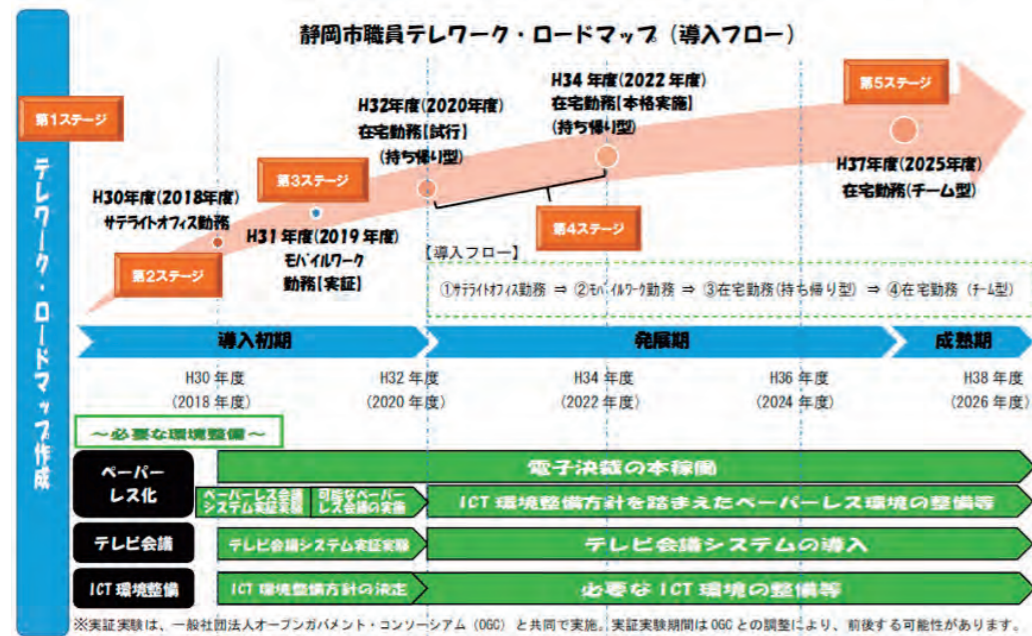 静岡市職員テレワーク・ロードマップ(導入フロー)
第1ステージ
テレワーク・ロードマップ作成
H30年度(2018年度)
サテライトオフィス勤務
第2ステージ
第3ステージ
H31年度(2019年度)
モバイルワーク
勤務【実証】
H32年度(2020年度)
在宅勤務【試行】
(持ち帰り型)
H34年度(2022年度)
在宅勤務【本格実施】
(持ち帰り型)
第4ステージ
第5ステージ
H37年度(2025年度)
在宅勤務(チーム型)
【導入フロー】
①サテライトオフィス勤務 ⇒ ②モバイルワーク勤務 ⇒ ③在宅勤務(持ち帰り型) ⇒ ④在宅勤務(チーム型)
導入初期 発展期 成熟期
H30年度 H32年度 H34年度 H36年度 H38年度
(2018年度) (2020年度) (2022年度) (2024年度) (2026年度)
~必要な環境整備~
ペーパー
レス化
電子決裁の本稼働
ペーパーレス会議
システム実証実験
可能なペーパー
レス会議の実施
ICT環境整備方針を踏まえたペーパーレス環境の整備等
テレビ会議 テレビ会議システム実証実験 テレビ会議システムの導入
ICT環境整備 ICT環境整備方針の決定 必要なICT環境の整備等
※実証実験は、一般社団法人オープンガバメント・コンソーシアム(OGC)と共同で実施。実証実験期間はOGCとの調整により、前後する可能性があります。